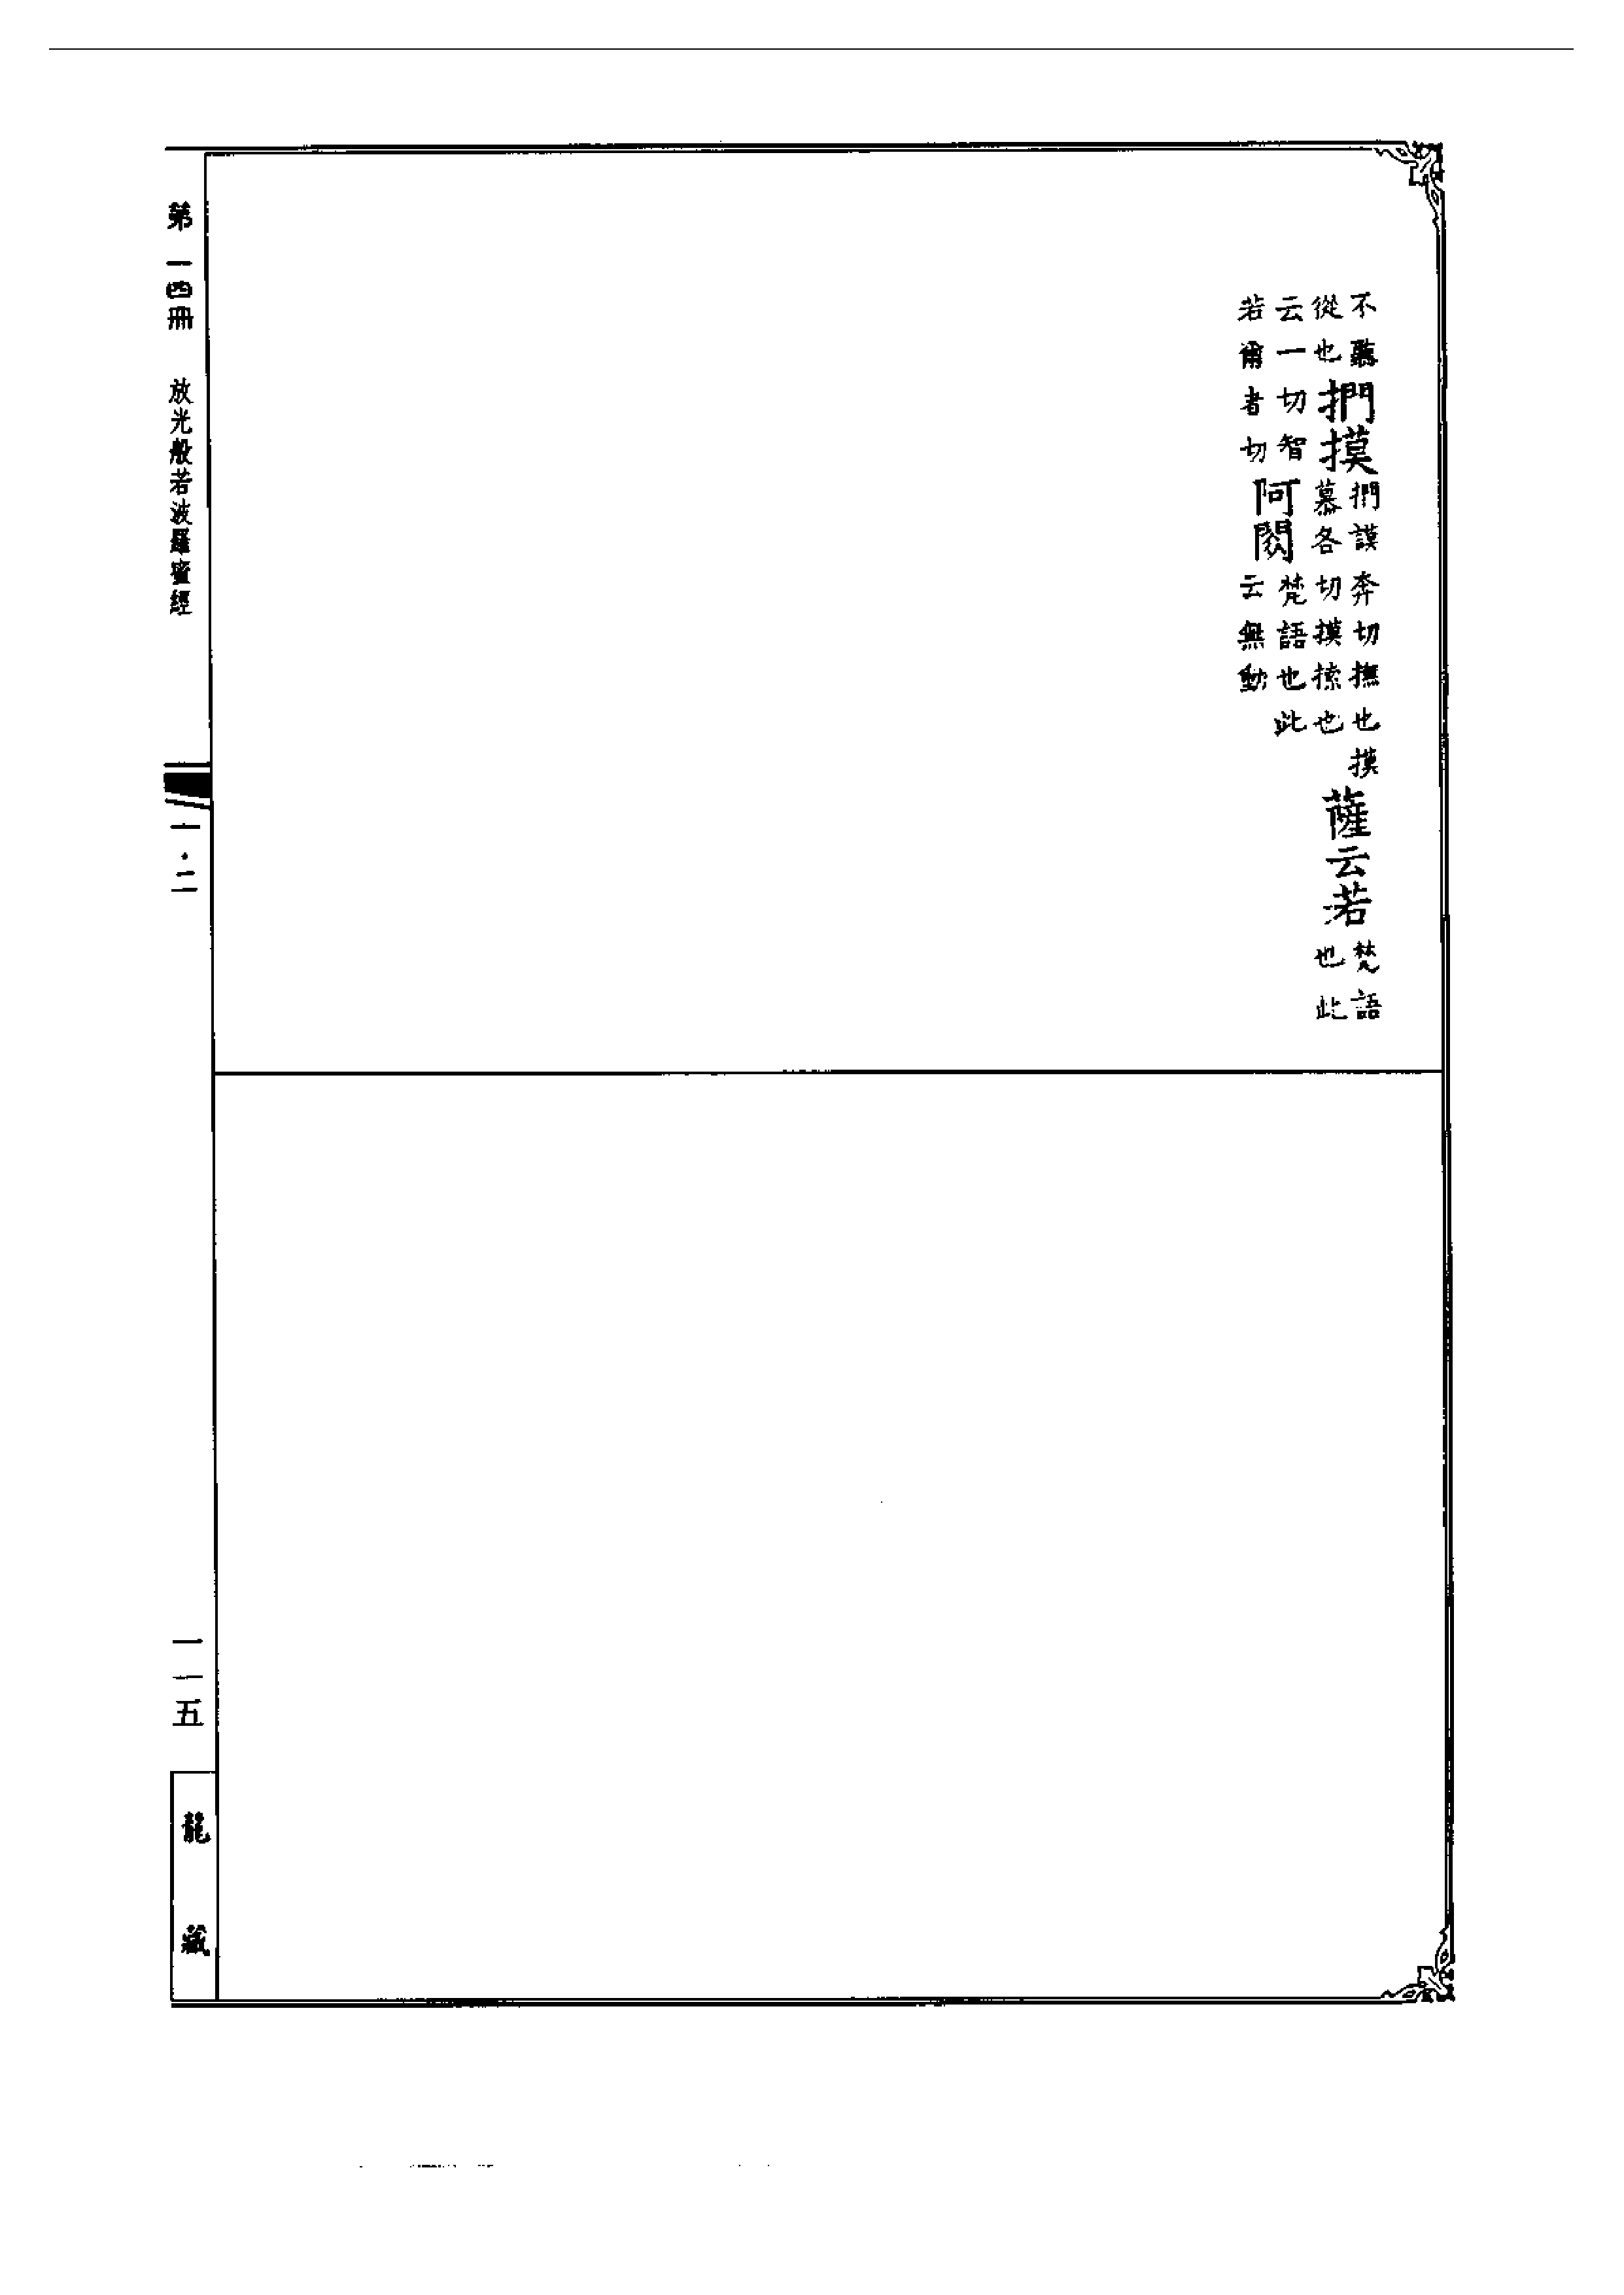 不聽從也捫摸捫謨奔切撫也摸慕各切摸搎也薩云若梵語也此
云一切智若爾者切阿閦梵語也此云無動
第一四冊 放光般若波羅蜜經 一·二 一一五 龍藏